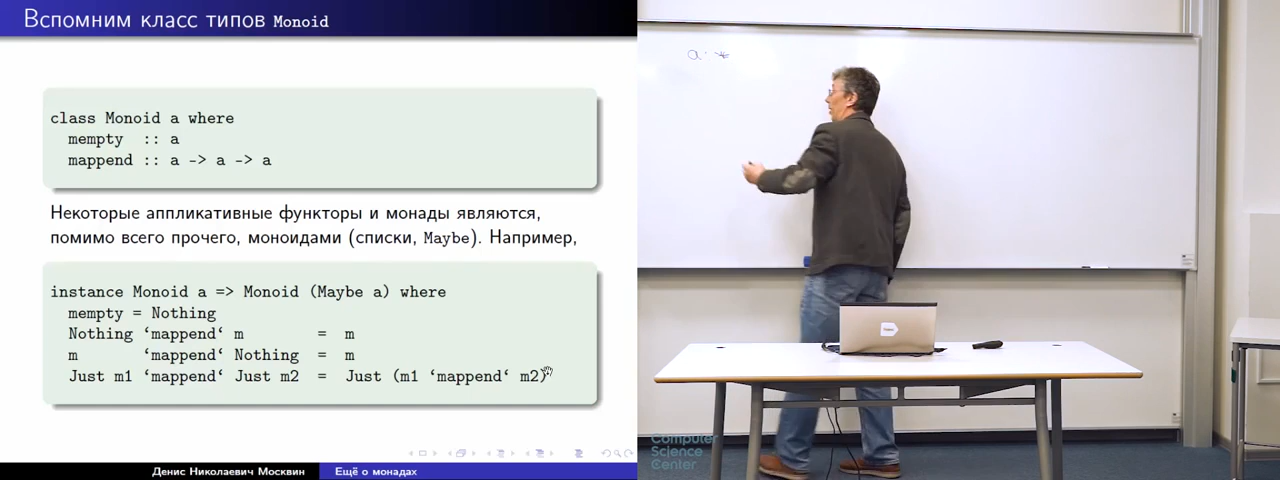 Вспомним класс типов Monoid
class Monoid a where
mempty :: a
mappend :: a -> a -> a
Некоторые аппликативные функторы и монады являются,
помимо всего прочего, моноидами (списки, Maybe). Например,
instance Monoid a => Monoid (Maybe a) where
mempty = Nothing
Nothing ‘mappend‘ m = m
m ‘mappend‘ Nothing = m
Just m1 ‘mappend‘ Just m2 = Just (m1 ‘mappend‘ m2)
Денис Николаевич Москвин
Ещё о монадах
a : *
Computer
Science
Center